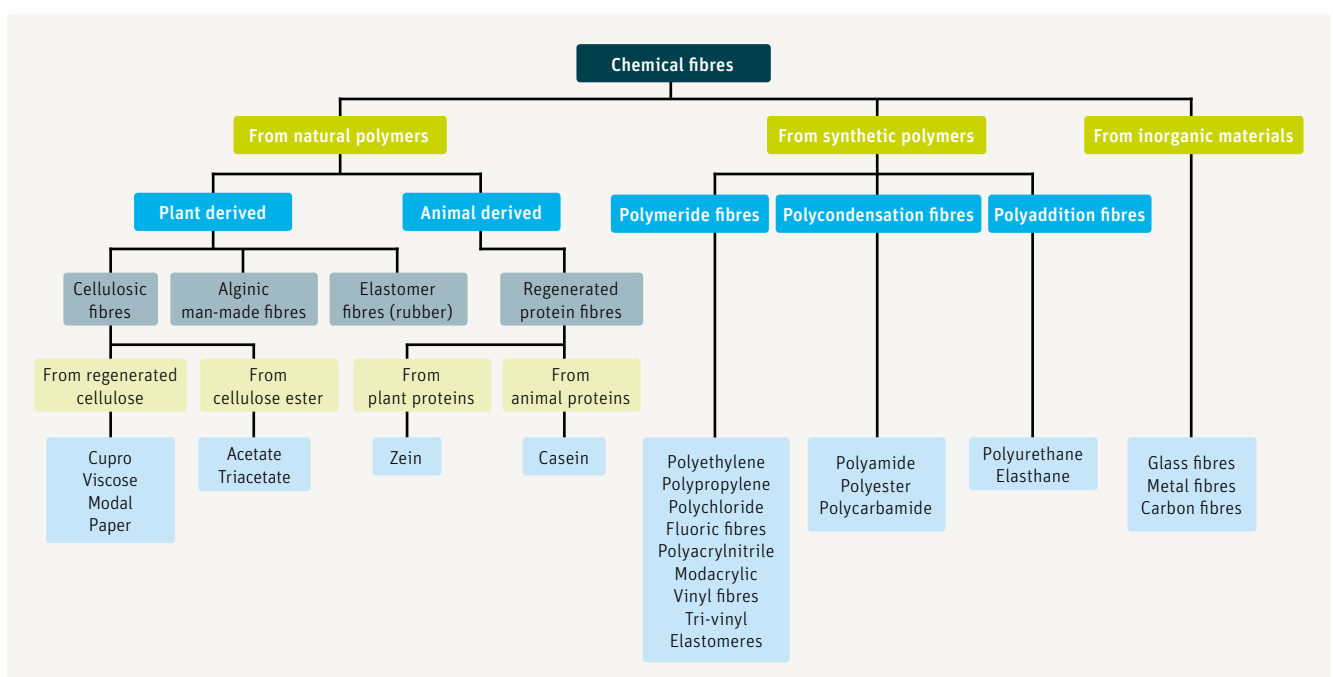 Chemical fibres
From natural polymers
From synthetic polymers
From inorganic materials
Plant derived
Animal derived
Polymeride fibres
Polycondensation fibres
Polyaddition fibres
Cellulosic
fibres
Alginic
man-made fibres
Elastomer
fibres (rubber)
Regenerated
protein fibres
From regenerated
cellulose
From
cellulose ester
From
plant proteins
From
animal proteins
Cupro
Viscose
Modal
Paper
Acetate
Triacetate
Zein
Casein
Polyethylene
Polypropylene
Polychloride
Fluoric fibres
Polyacrylnitrile
Modacrylic
Vinyl fibres
Tri-vinyl
Elastomeres
Polyamide
Polyester
Polycarbamide
Polyurethane
Elasthane
Glass fibres
Metal fibres
Carbon fibres